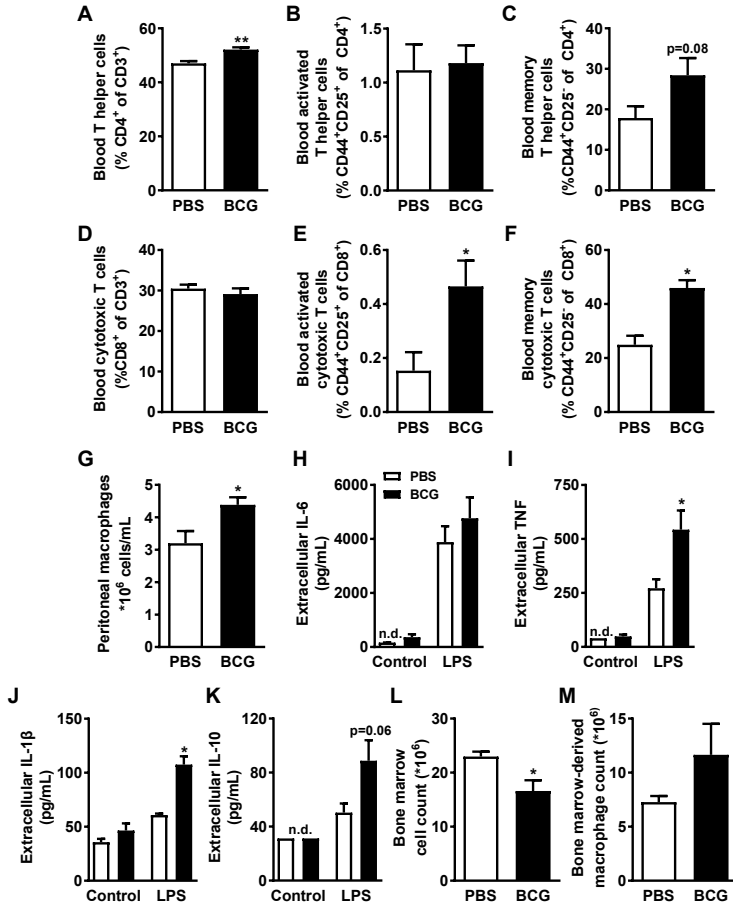 A
Blood T helper cells
(% CD4⁺ of CD3⁺)
60
40
20
0
**
PBS
BCG
B
Blood activated
T helper cells
(% CD44⁺CD25⁺ of CD4⁺)
1.5
1.0
0.5
0.0
PBS
BCG
C
Blood memory
T helper cells
(%CD44⁺CD25⁻ of CD4⁺)
40
30
20
10
0
p=0.08
PBS
BCG
D
Blood cytotoxic T cells
(%CD8⁺ of CD3⁺)
40
30
20
10
0
PBS
BCG
E
Blood activated
cytotoxic T cells
(% CD44⁺CD25⁺ of CD8⁺)
0.6
0.4
0.2
0.0
*
PBS
BCG
F
Blood memory
cytotoxic T cells
(% CD44⁺CD25⁻ of CD8⁺)
60
40
20
0
*
PBS
BCG
G
Peritoneal macrophages
*10⁶ cells/mL
5
4
3
2
1
0
*
PBS
BCG
H
Extracellular IL-6
(pg/mL)
6000
4000
2000
0
PBS
BCG
n.d.
Control
LPS
I
Extracellular TNF
(pg/mL)
750
500
250
0
n.d.
*
Control
LPS
J
Extracellular IL-1β
(pg/mL)
150
100
50
0
*
Control
LPS
K
Extracellular IL-10
(pg/mL)
120
80
40
0
n.d.
p=0.06
Control
LPS
L
Bone marrow
cell count (*10⁶)
30
20
10
0
*
PBS
BCG
M
Bone marrow-derived
macrophage count (*10⁶)
15
10
5
0
PBS
BCG